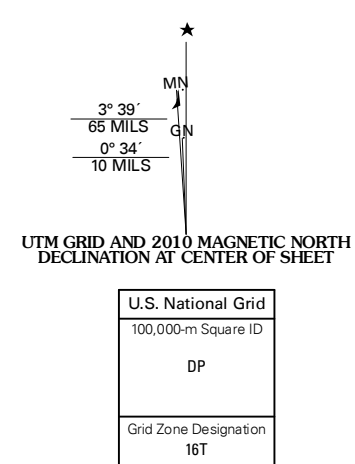 ★
MN
3° 39´
65 MILS
GN
0° 34´
10 MILS
UTM GRID AND 2010 MAGNETIC NORTH
DECLINATION AT CENTER OF SHEET
U.S. National Grid
100,000-m Square ID
DP
Grid Zone Designation
16T